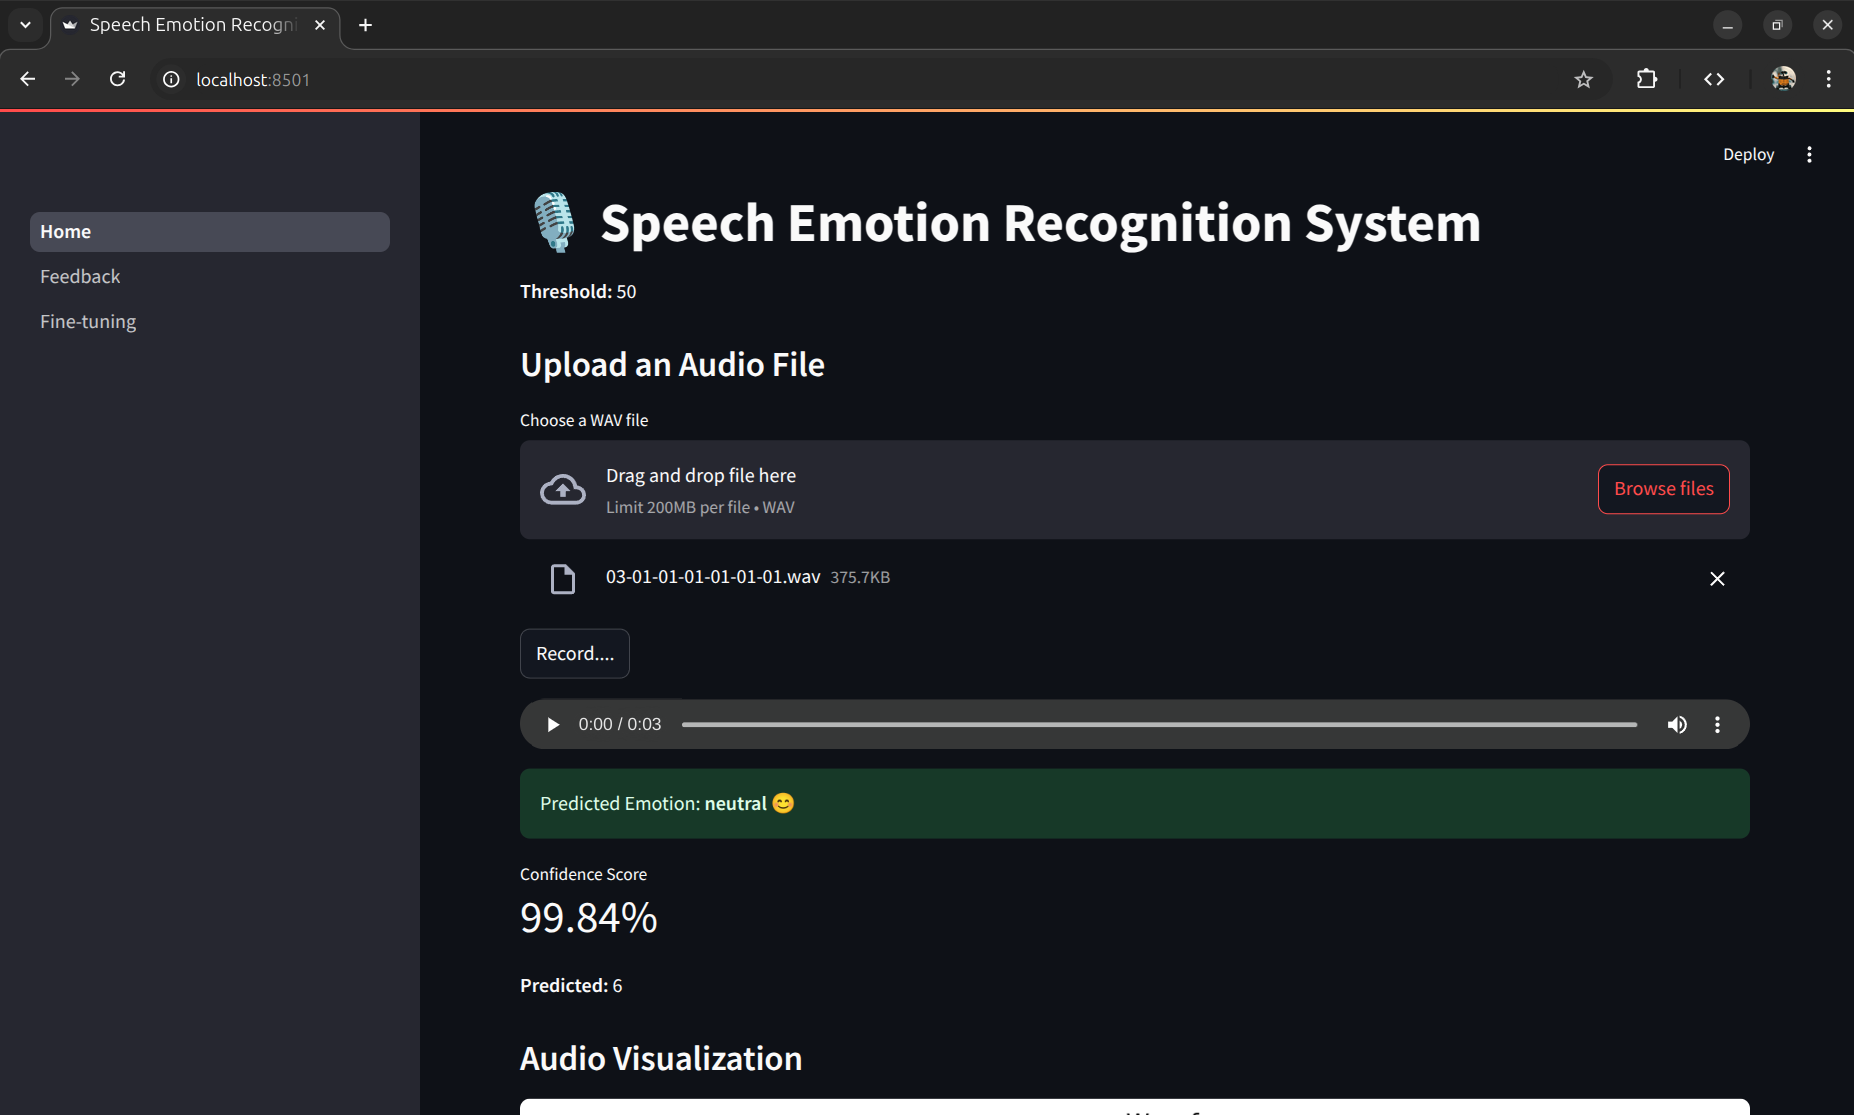 Speech Emotion Recogni
localhost:8501
Deploy
Home
Feedback
Fine-tuning
Speech Emotion Recognition System
Threshold: 50
Upload an Audio File
Choose a WAV file
Drag and drop file here
Limit 200MB per file • WAV
Browse files
03-01-01-01-01-01-01.wav 375.7KB
Record....
0:00 / 0:03
Predicted Emotion: neutral 😊
Confidence Score
99.84%
Predicted: 6
Audio Visualization